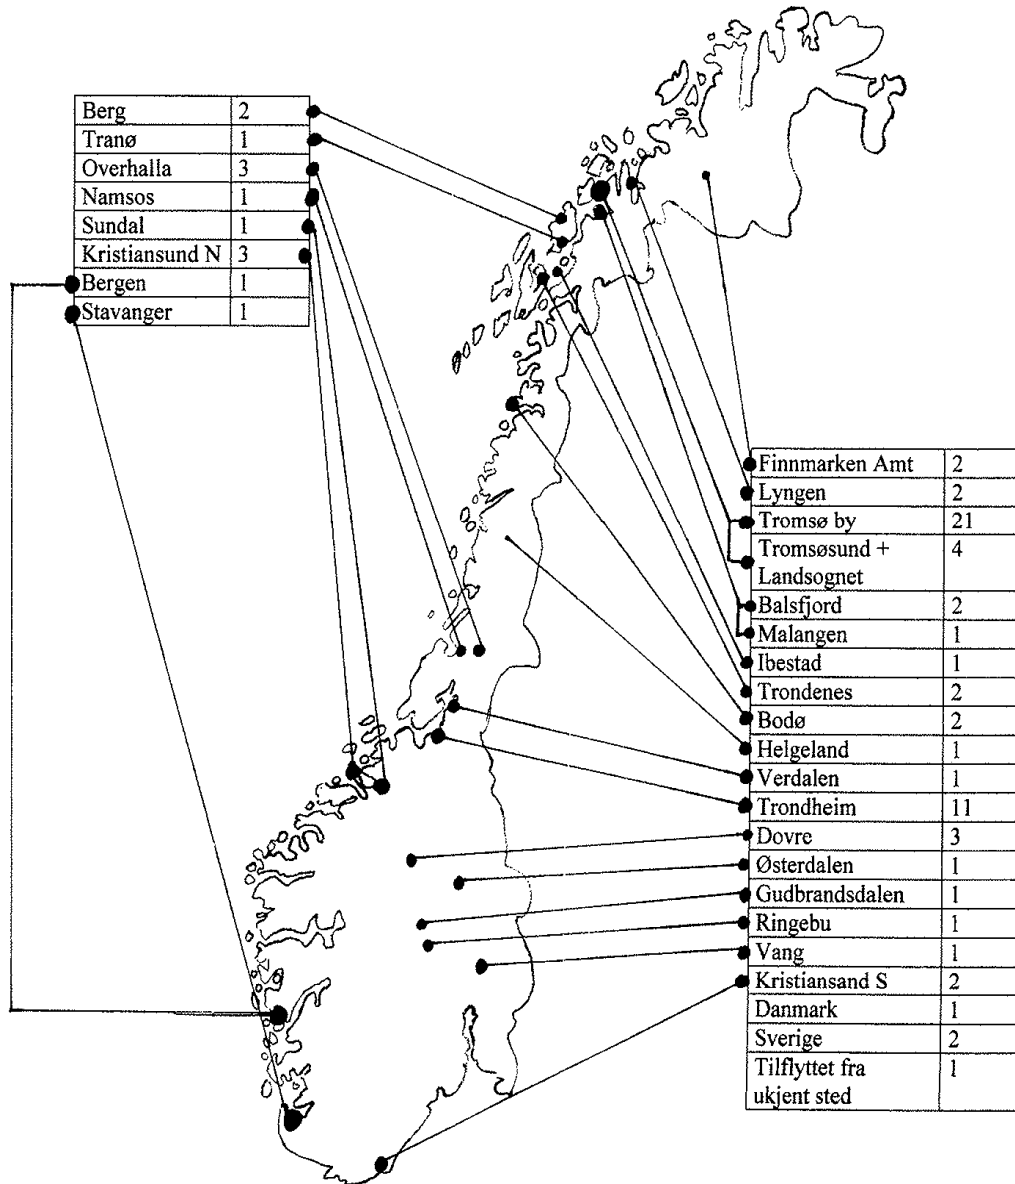 Berg 2
Tranø 1
Overhalla 3
Namsos 1
Sundal 1
Kristiansund N 3
Bergen 1
Stavanger 1
Finnmarken Amt 2
Lyngen 2
Tromsø by 21
Tromsøsund + 4
Landsognet
Balsfjord 2
Malangen 1
Ibestad 1
Trondenes 2
Bodø 2
Helgeland 1
Verdalen 1
Trondheim 11
Dovre 3
Østerdalen 1
Gudbrandsdalen 1
Ringebu 1
Vang 1
Kristiansand S 2
Danmark 1
Sverige 2
Tilflyttet fra 1
ukjent sted